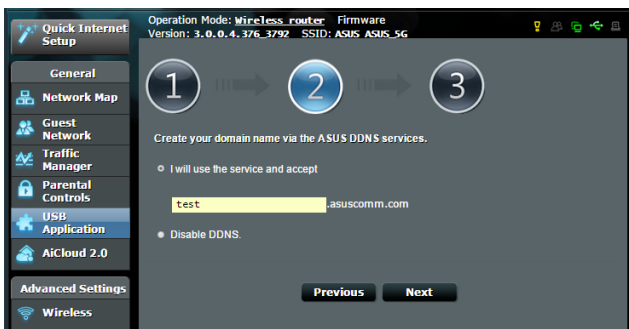 Quick Internet
Setup
General
Network Map
Guest
Network
Traffic
Manager
Parental
Controls
USB
Application
AiCloud 2.0
Advanced Settings
Wireless
Operation Mode: Wireless router Firmware
Version: 3.0.0.4.376_3792 SSID: ASUS ASUS_5G
1
2
3
Create your domain name via the ASUS DDNS services.
I will use the service and accept
test .asuscomm.com
Disable DDNS.
Previous Next